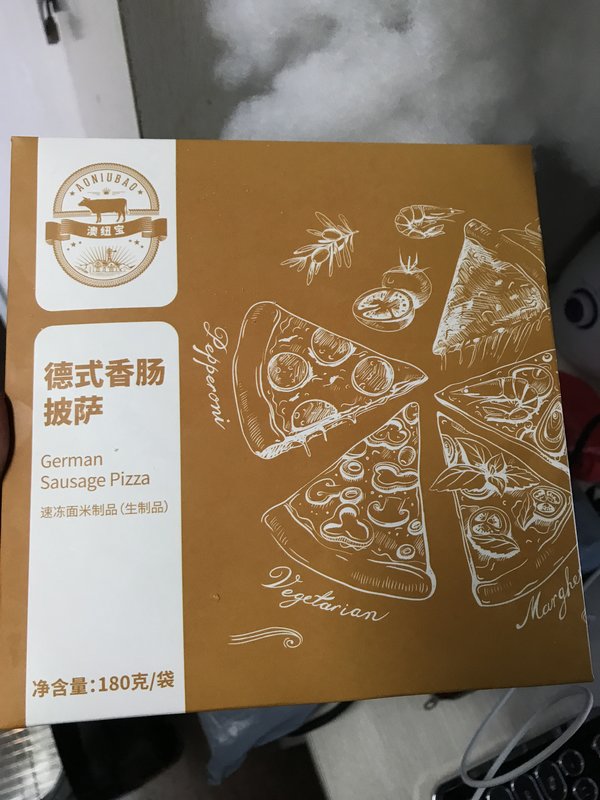 AONIUBAO
澳纽宝
德式香肠
披萨
German
Sausage Pizza
速冻面米制品(生制品)
净含量:180克/袋
Pepperoni
Vegetarian
Marghe